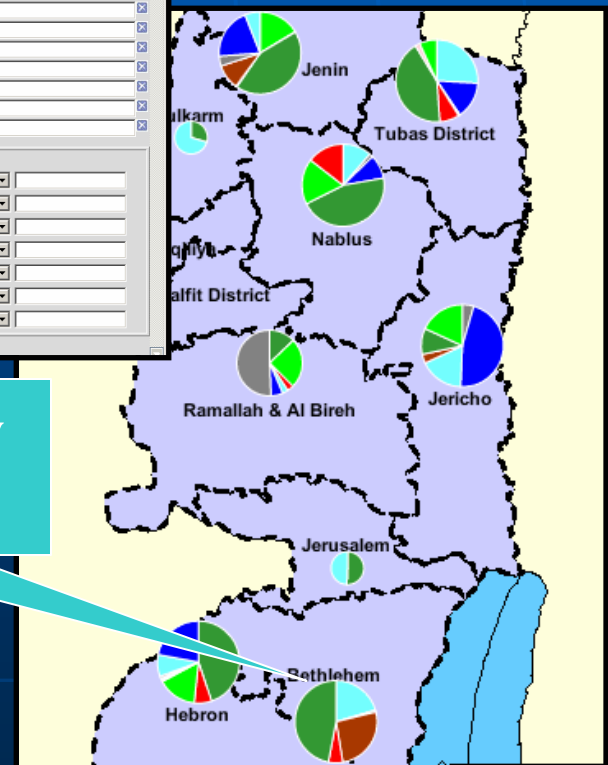 Jenin
ulkarm
Tubas District
Nablus
alfit District
Jericho
Ramallah & Al Bireh
Jerusalem
Bethlehem
Hebron